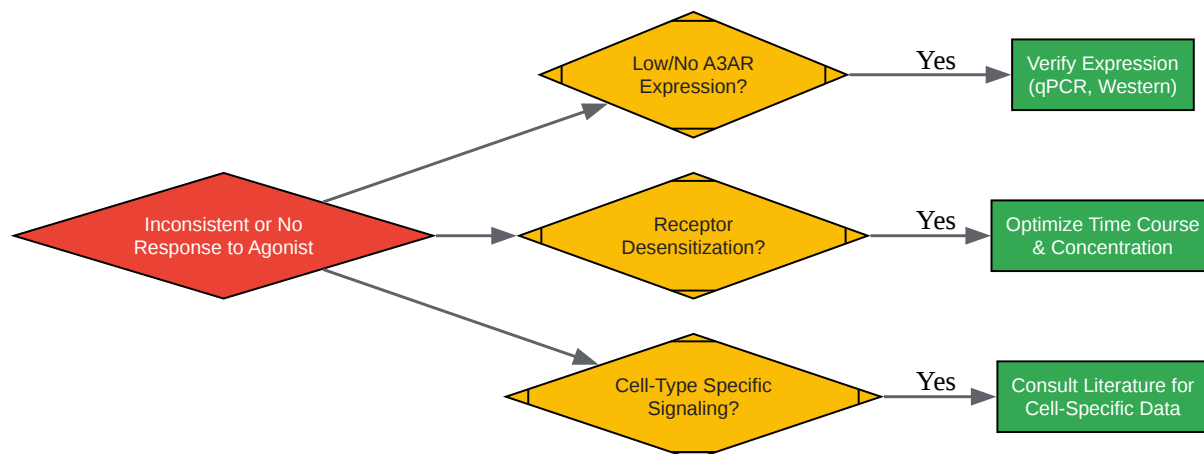 Low/No A3AR
Expression?
Yes
Verify Expression
(qPCR, Western)
Inconsistent or No
Response to Agonist
Receptor
Desensitization?
Yes
Optimize Time Course
& Concentration
Cell-Type Specific
Signaling?
Yes
Consult Literature for
Cell-Specific Data